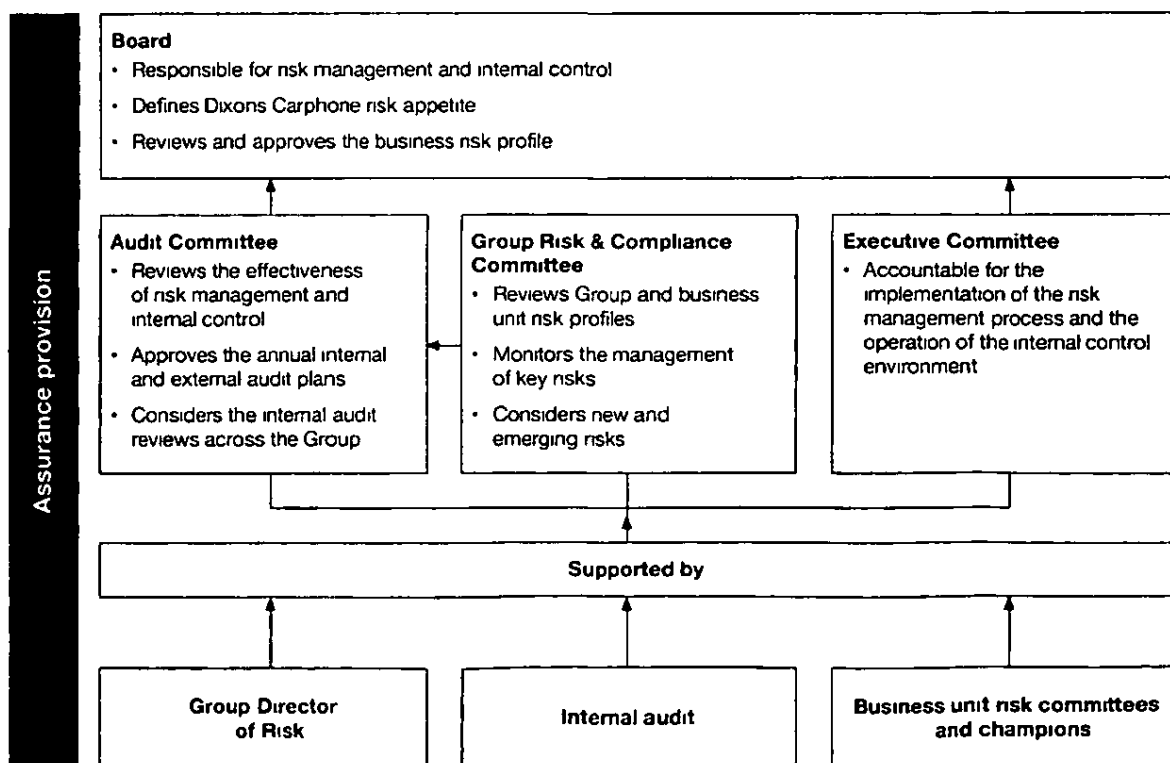 Assurance provision
Board
• Responsible for risk management and internal control
• Defines Dixons Carphone risk appetite
• Reviews and approves the business risk profile
Audit Committee
• Reviews the effectiveness
of risk management and
internal control
• Approves the annual internal
and external audit plans
• Considers the internal audit
reviews across the Group
Group Risk & Compliance
Committee
• Reviews Group and business
unit risk profiles
• Monitors the management
of key risks
• Considers new and
emerging risks
Executive Committee
• Accountable for the
implementation of the risk
management process and the
operation of the internal control
environment
Supported by
Group Director
of Risk
Internal audit
Business unit risk committees
and champions